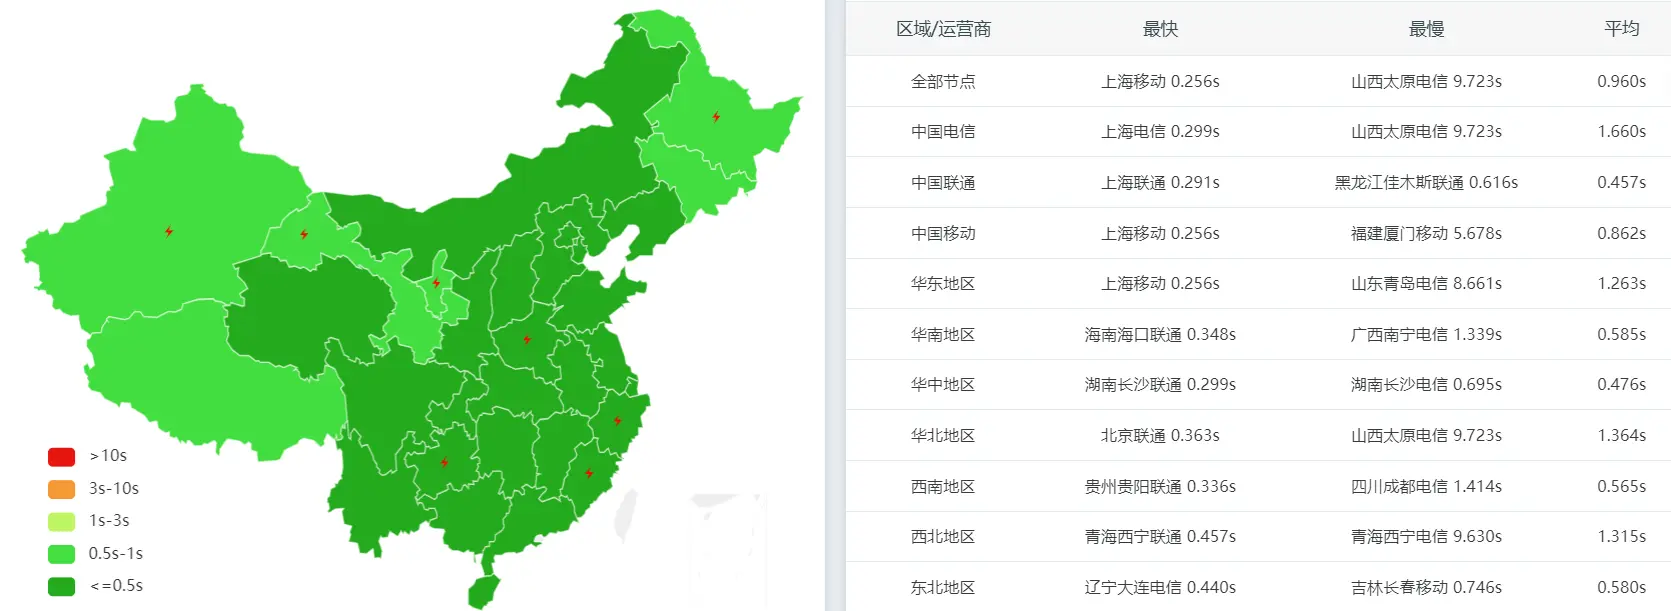 >10s
3s-10s
1s-3s
0.5s-1s
<=0.5s
区域/运营商 最快 最慢 平均
全部节点 上海移动 0.256s 山西太原电信 9.723s 0.960s
中国电信 上海电信 0.299s 山西太原电信 9.723s 1.660s
中国联通 上海联通 0.291s 黑龙江佳木斯联通 0.616s 0.457s
中国移动 上海移动 0.256s 福建厦门移动 5.678s 0.862s
华东地区 上海移动 0.256s 山东青岛电信 8.661s 1.263s
华南地区 海南海口联通 0.348s 广西南宁电信 1.339s 0.585s
华中地区 湖南长沙联通 0.299s 湖南长沙电信 0.695s 0.476s
华北地区 北京联通 0.363s 山西太原电信 9.723s 1.364s
西南地区 贵州贵阳联通 0.336s 四川成都电信 1.414s 0.565s
西北地区 青海西宁联通 0.457s 青海西宁电信 9.630s 1.315s
东北地区 辽宁大连电信 0.440s 吉林长春移动 0.746s 0.580s